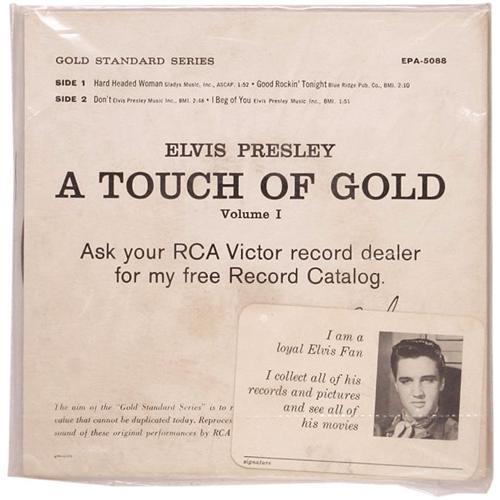 GOLD STANDARD SERIES EPA-5088
SIDE 1 Hard Headed Woman Gladys Music, Inc., ASCAP. 1:52 • Good Rockin' Tonight Blue Ridge Pub. Co., BMI. 2:10
SIDE 2 Don't Elvis Presley Music Inc., BMI. 2:48 • I Beg of You Elvis Presley Music Inc., BMI. 1:51
ELVIS PRESLEY
A TOUCH OF GOLD
Volume I
Ask your RCA Victor record dealer
for my free Record Catalog.
I am a
loyal Elvis Fan
I collect all of his
records and pictures
and see all of
his movies
signature
The aim of the "Gold Standard Series" is to
value that cannot be duplicated today.
sound of these original performances by RCA